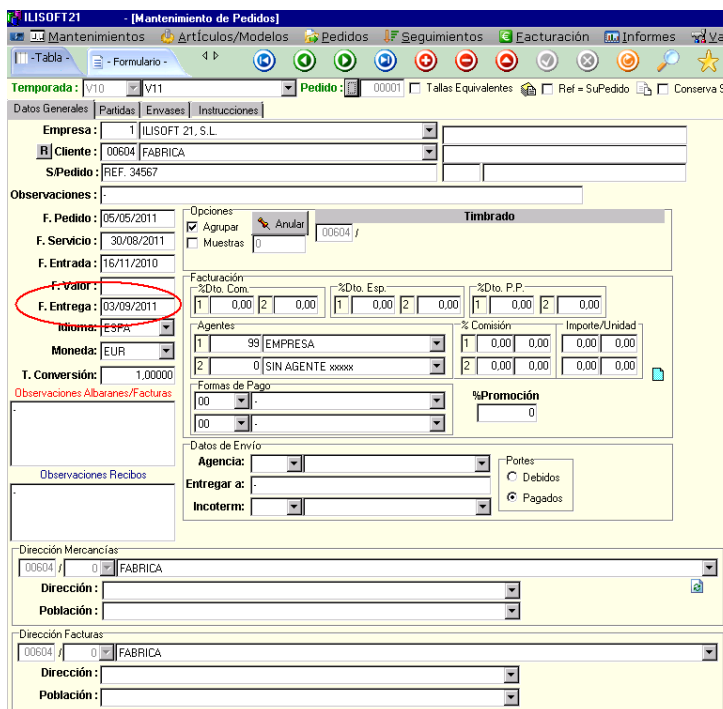 ILISOFT21 - [Mantenimiento de Pedidos]
Mantenimientos Artículos/Modelos Pedidos Seguimientos Facturación Informes
-Tabla - - Formulario -
Temporada : V10 V11 Pedido : 00001 Tallas Equivalentes Ref = SuPedido Conserva
Datos Generales Partidas Envases Instrucciones
Empresa : 1 ILISOFT 21, S.L.
R Cliente : 00604 FABRICA
S/Pedido : REF. 34567
Observaciones : -
F. Pedido : 05/05/2011 Opciones Agrupar Anular 00604 / Timbrado
F. Servicio : 30/08/2011 Muestras 0
F. Entrada : 16/11/2010
F. Valor : Facturación
%Dto. Com. %Dto. Esp. %Dto. P.P.
F. Entrega : 03/09/2011 1 0,00 2 0,00 1 0,00 2 0,00 1 0,00 2 0,00
Idioma: ESPA Agentes % Comisión Importe/Unidad
1 99 EMPRESA 1 0,00 0,00 0,00 0,00
Moneda: EUR 2 0 SIN AGENTE xxxxx 2 0,00 0,00 0,00 0,00
T. Conversión: 1,00000 Formas de Pago
Observaciones Albaranes/Facturas 00 - %Promoción
- 00 - 0
Datos de Envío
Agencia: Portes
Observaciones Recibos Debidos
- Entregar a: -
Incoterm: Pagados
Dirección Mercancías
00604 / 0 FABRICA
Dirección :
Población :
Dirección Facturas
00604 / 0 FABRICA
Dirección :
Población :